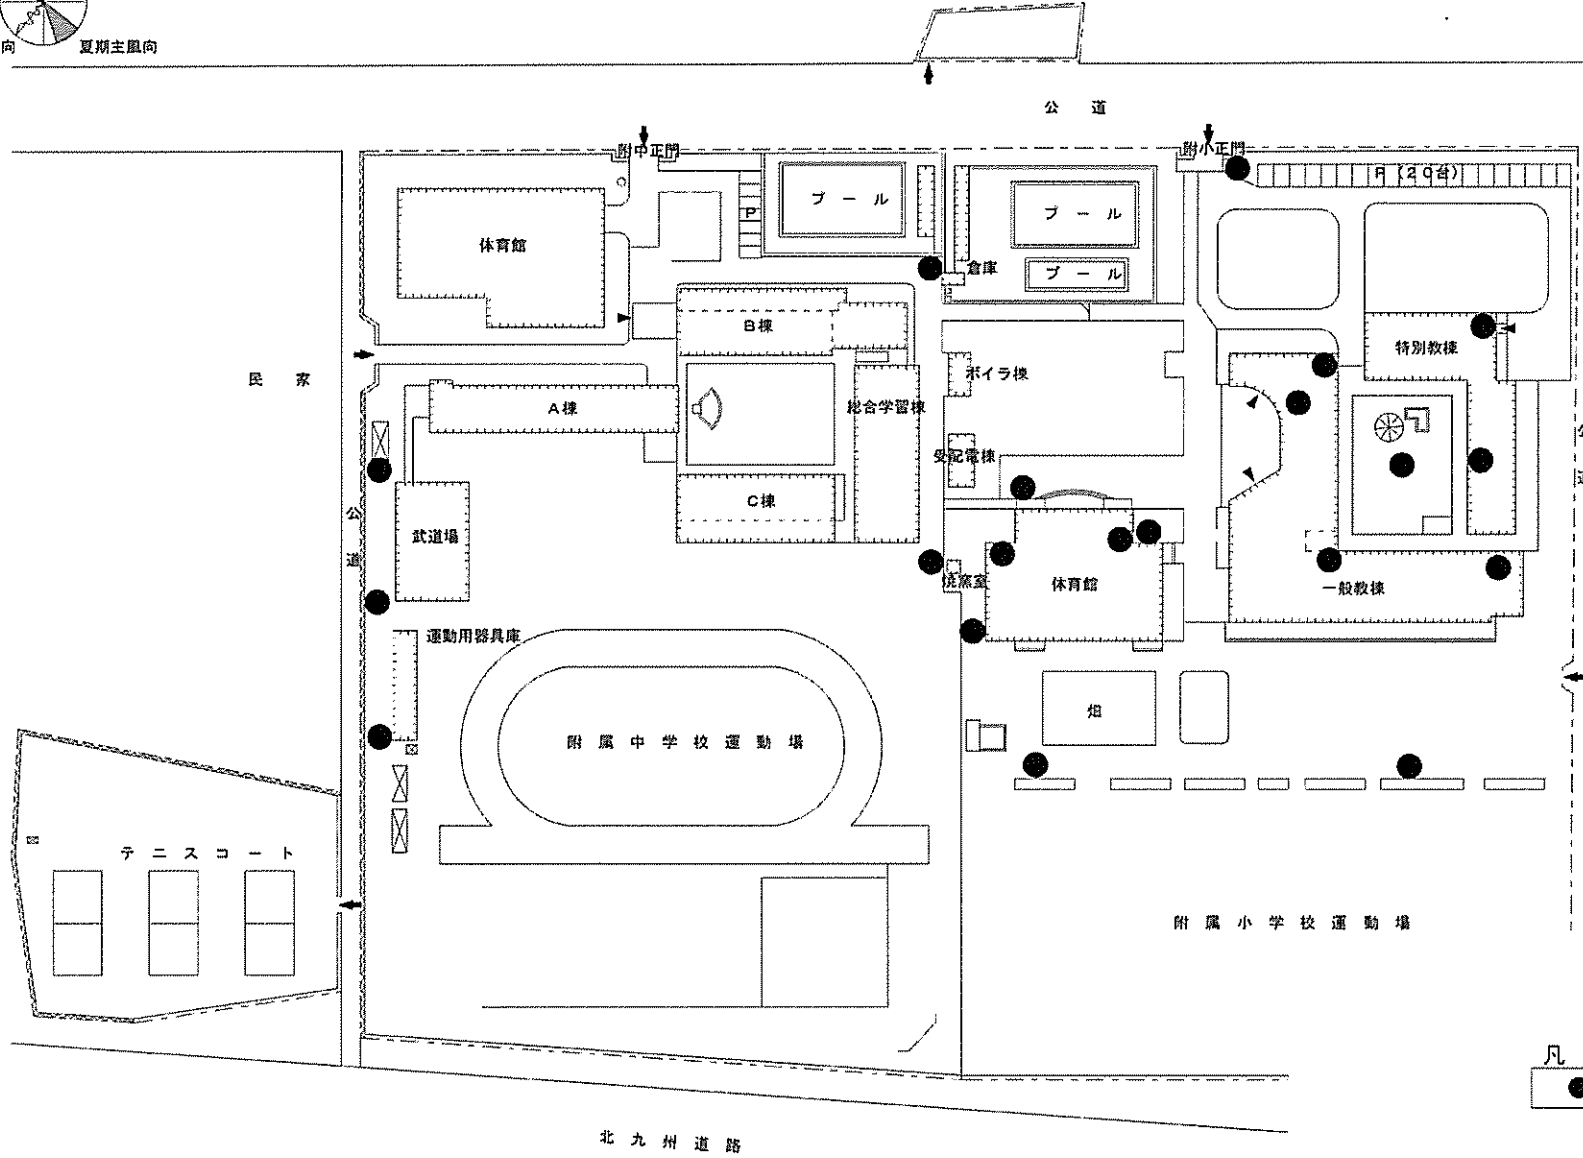 向
夏期主風向
公 道
附中正門
附小正門
P (20台)
P
プ ー ル
プ ー ル
体育館
倉庫
プ ー ル
B棟
特別教棟
民 家
ボイラ棟
A棟
総合学習棟
受配電棟
C棟
公 道
武道場
焼窯室
体育館
一般教棟
運動用器具庫
畑
附 属 中 学 校 運 動 場
テ ニ ス コ ー ト
附 属 小 学 校 運 動 場
凡
北 九 州 道 路